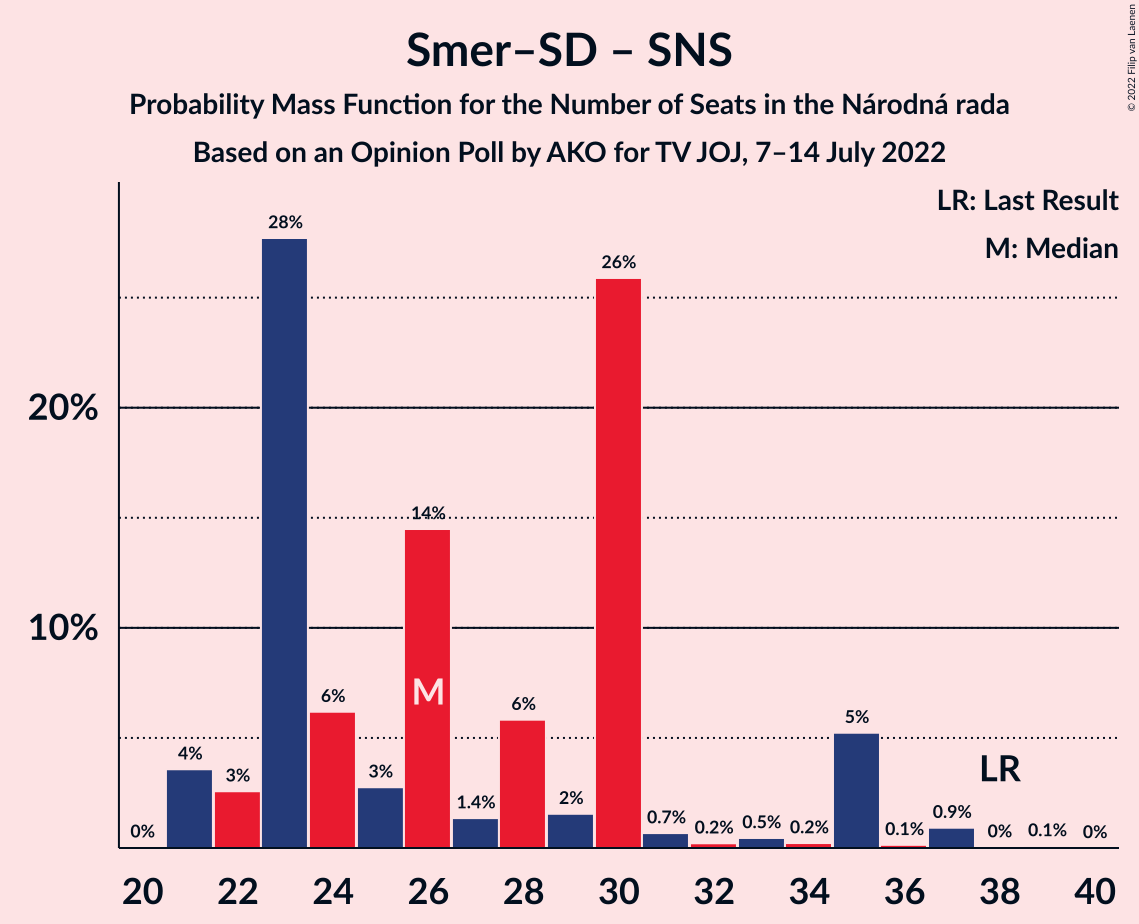 Smer–SD – SNS
Probability Mass Function for the Number of Seats in the Národná rada
Based on an Opinion Poll by AKO for TV JOJ, 7–14 July 2022
© 2022 Filip van Laenen
LR: Last Result
M: Median
28%
26%
20%
14%
10%
M
6%
6%
5%
4%
3%
3%
LR
0%
1.4%
2%
0.7%
0.2%
0.5%
0.2%
0.1%
0.9%
0%
0.1%
0%
20 22 24 26 28 30 32 34 36 38 40